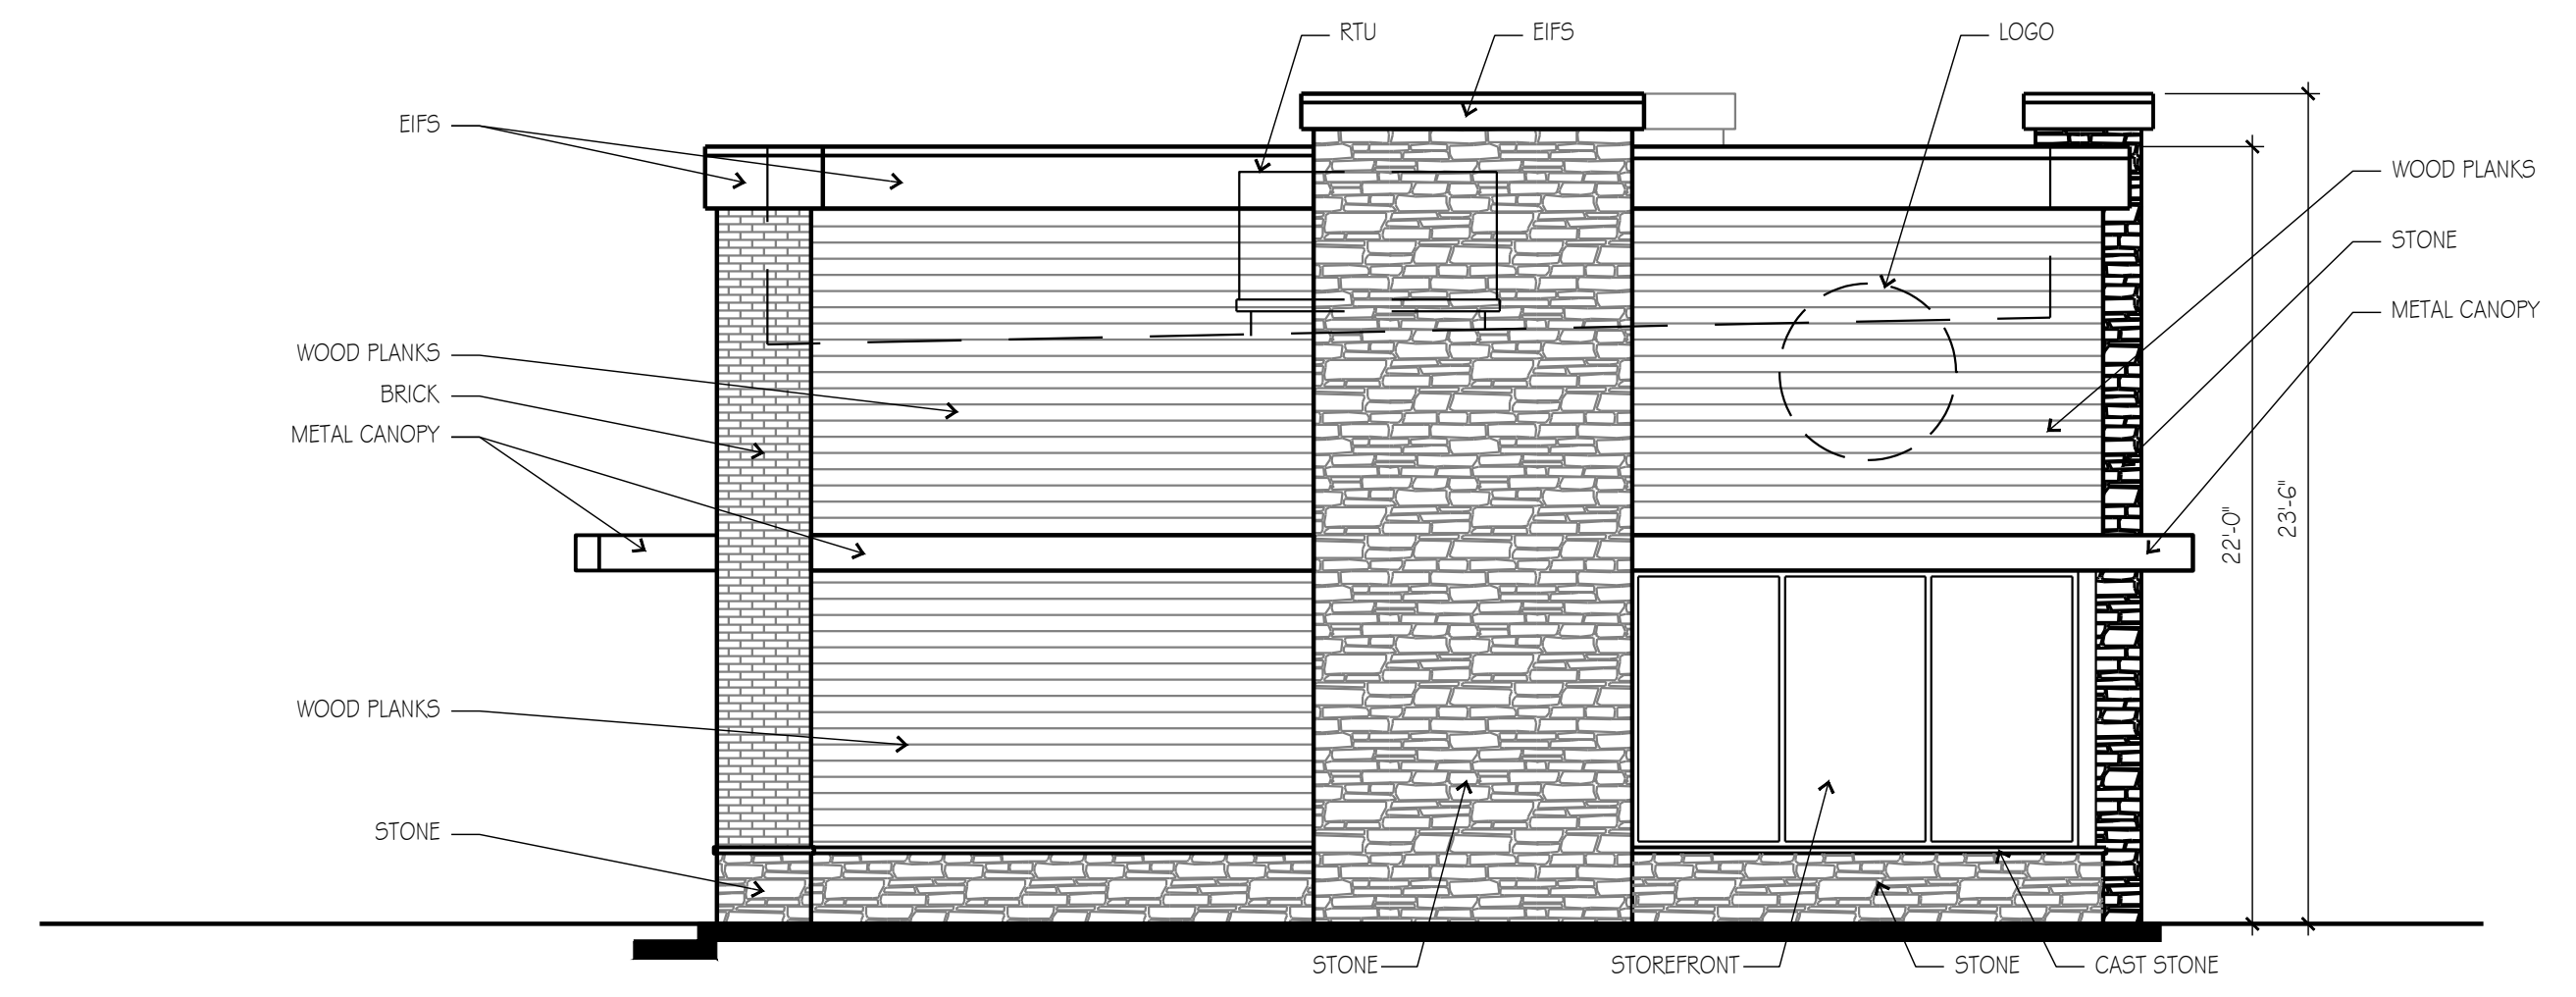 RTU
EIFS
LOGO
EIFS
WOOD PLANKS
STONE
METAL CANOPY
WOOD PLANKS
BRICK
METAL CANOPY
22'-0"
23'-6"
WOOD PLANKS
STONE
STONE
STOREFRONT
STONE
CAST STONE